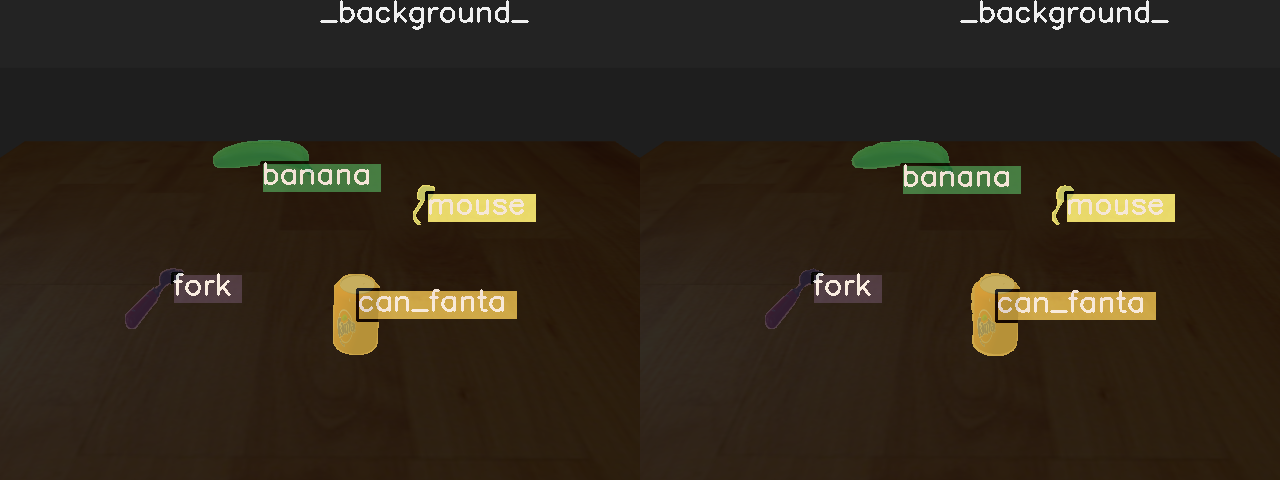 _background_ _background_
banana banana
mouse mouse
fork fork
can_fanta can_fanta